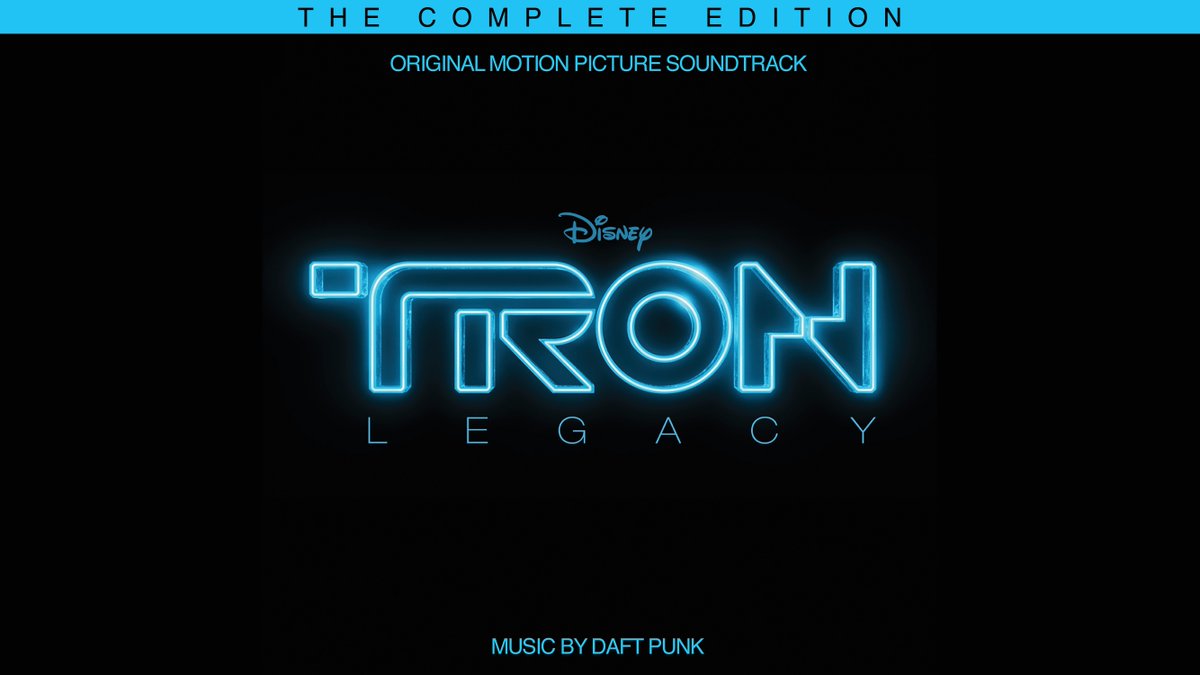 THE COMPLETE EDITION
ORIGINAL MOTION PICTURE SOUNDTRACK
Disney
TRON
LEGACY
MUSIC BY DAFT PUNK